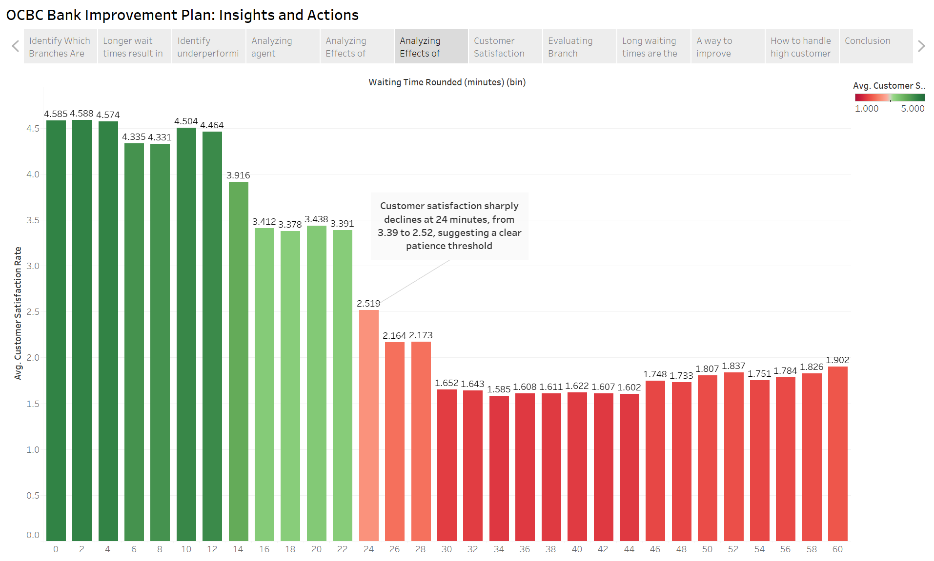 OCBC Bank Improvement Plan: Insights and Actions
Identify Which
Branches Are
Longer wait
times result in
Identify
underperformi
Analyzing
agent
Analyzing
Effects of
Analyzing
Effects of
Customer
Satisfaction
Evaluating
Branch
Long waiting
times are the
A way to
improve
How to handle
high customer
Conclusion
Waiting Time Rounded (minutes) (bin)
Avg. Customer S..
1.000 5.000
Avg. Customer Satisfaction Rate
4.5
4.0
3.5
3.0
2.5
2.0
1.5
1.0
0.5
0.0
4.585 4.588 4.574 4.335 4.331 4.504 4.464 3.916 3.412 3.378 3.438 3.391 2.519 2.164 2.173 1.652 1.643 1.585 1.608 1.611 1.622 1.607 1.602 1.748 1.733 1.807 1.837 1.751 1.784 1.826 1.902
Customer satisfaction sharply
declines at 24 minutes, from
3.39 to 2.52, suggesting a clear
patience threshold
0 2 4 6 8 10 12 14 16 18 20 22 24 26 28 30 32 34 36 38 40 42 44 46 48 50 52 54 56 58 60